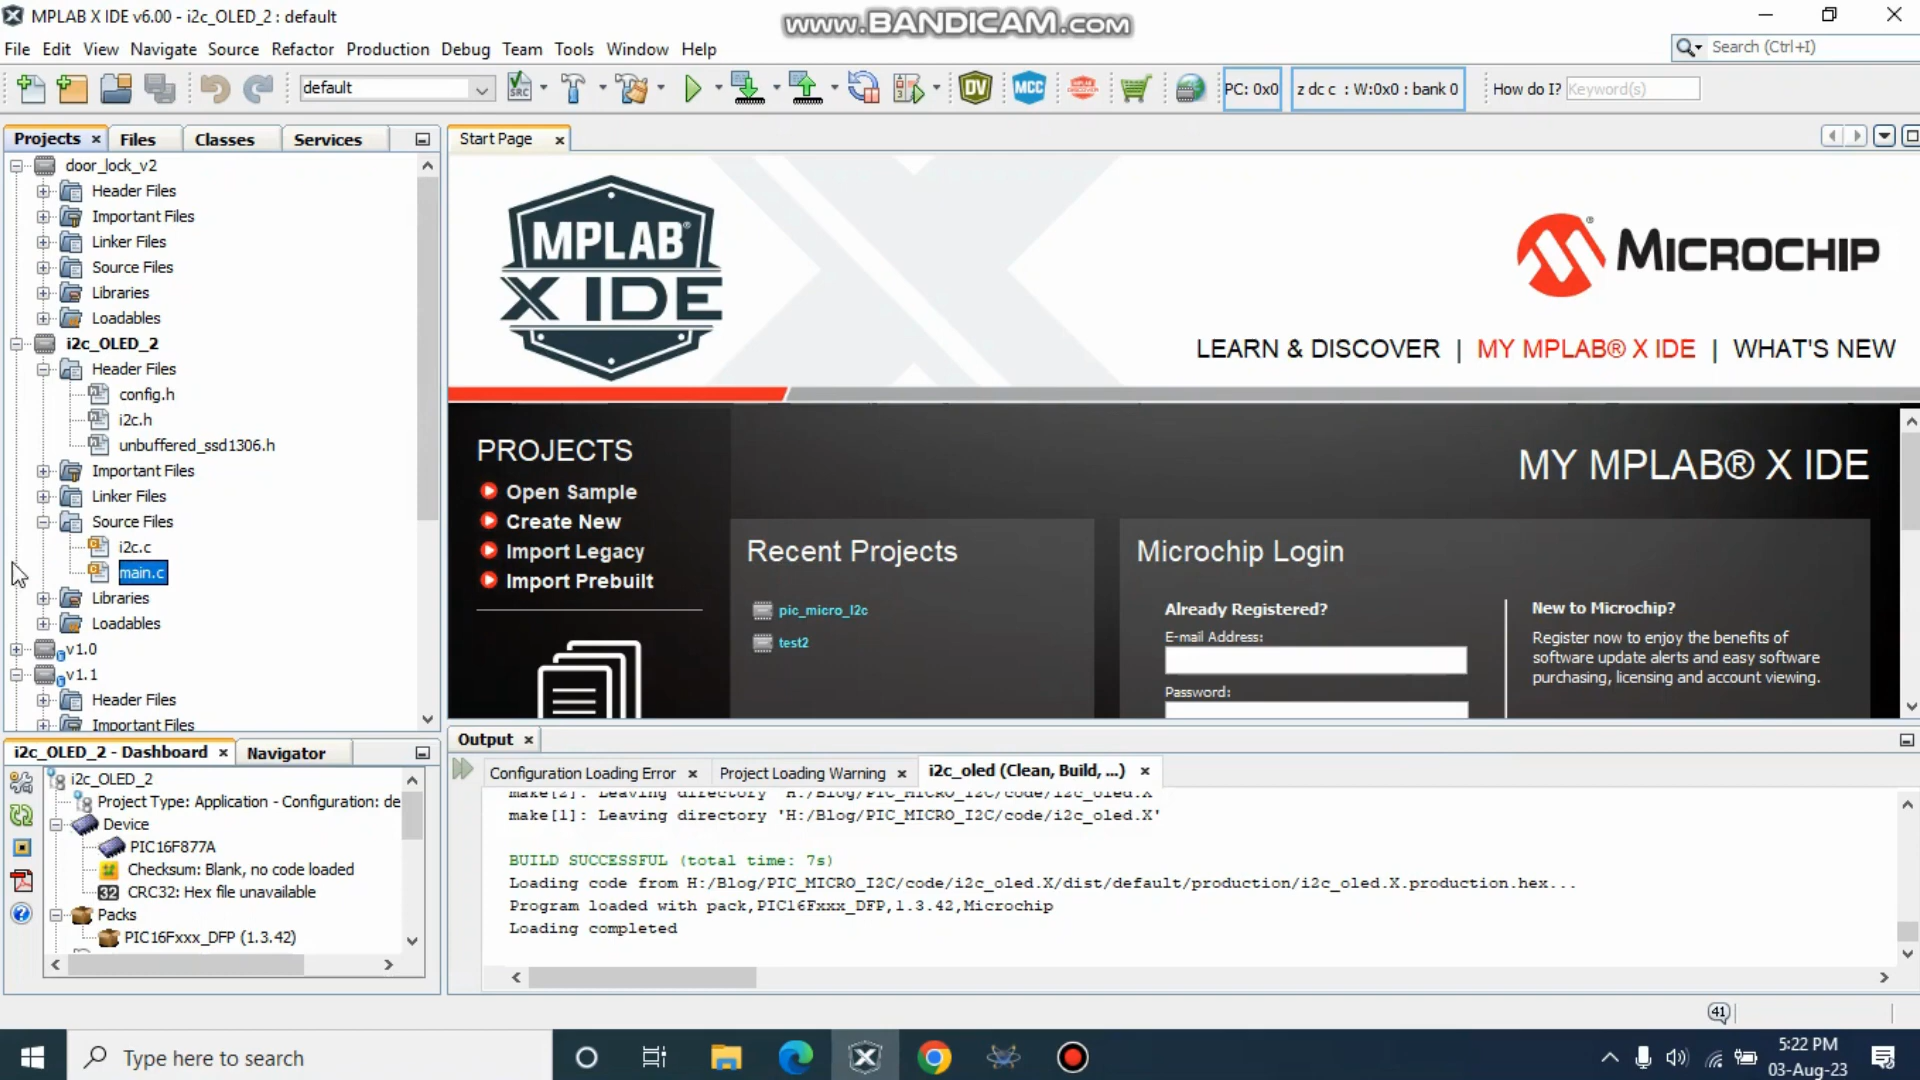 MPLAB X IDE v6.00 - i2c_OLED_2 : default
www.BANDICAM.com
File Edit View Navigate Source Refactor Production Debug Team Tools Window Help
Search (Ctrl+I)
default
PC: 0x0
z dc c : W:0x0 : bank 0
How do I?
Keyword(s)
Projects
Files
Classes
Services
Start Page
door_lock_v2
Header Files
Important Files
Linker Files
Source Files
Libraries
Loadables
i2c_OLED_2
Header Files
config.h
i2c.h
unbuffered_ssd1306.h
Important Files
Linker Files
Source Files
i2c.c
main.c
Libraries
Loadables
v1.0
v1.1
Header Files
Important Files
MPLAB®
X IDE
MICROCHIP
LEARN & DISCOVER | MY MPLAB® X IDE | WHAT'S NEW
PROJECTS
Open Sample
Create New
Import Legacy
Import Prebuilt
MY MPLAB® X IDE
Recent Projects
pic_micro_I2c
test2
Microchip Login
Already Registered?
E-mail Address:
Password:
New to Microchip?
Register now to enjoy the benefits of
software update alerts and easy software
purchasing, licensing and account viewing.
i2c_OLED_2 - Dashboard
Navigator
i2c_OLED_2
Project Type: Application - Configuration: de
Device
PIC16F877A
Checksum: Blank, no code loaded
CRC32: Hex file unavailable
Packs
PIC16Fxxx_DFP (1.3.42)
Output
Configuration Loading Error
Project Loading Warning
i2c_oled (Clean, Build, ...)
make[2]: Leaving directory 'H:/Blog/PIC_MICRO_I2C/code/i2c_oled.X'
make[1]: Leaving directory 'H:/Blog/PIC_MICRO_I2C/code/i2c_oled.X'
BUILD SUCCESSFUL (total time: 7s)
Loading code from H:/Blog/PIC_MICRO_I2C/code/i2c_oled.X/dist/default/production/i2c_oled.X.production.hex...
Program loaded with pack,PIC16Fxxx_DFP,1.3.42,Microchip
Loading completed
41
Type here to search
5:22 PM
03-Aug-23